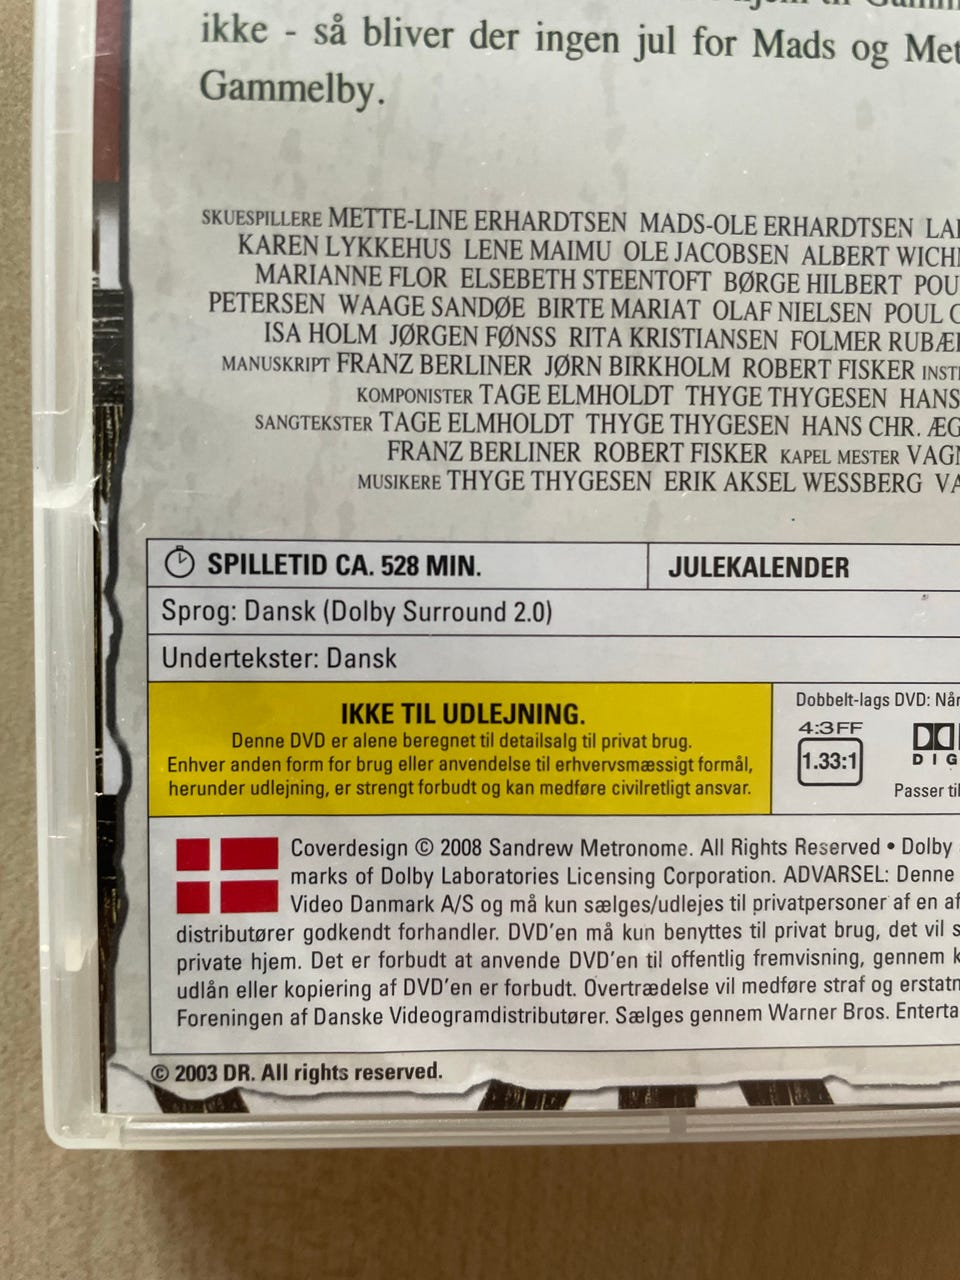 hjem til
ikke - så bliver der ingen jul for Mads og
Gammelby.
SKUESPILLERE METTE-LINE ERHARDTSEN MADS-OLE ERHARDTSEN
KAREN LYKKEHUS LENE MAIMU OLE JACOBSEN ALBERT
MARIANNE FLOR ELSEBETH STEENTOFT BØRGE HILBERT
PETERSEN WAAGE SANDØE BIRTE MARIAT OLAF NIELSEN POUL
ISA HOLM JØRGEN FØNSS RITA KRISTIANSEN FOLMER
MANUSKRIPT FRANZ BERLINER JØRN BIRKHOLM ROBERT FISKER
KOMPONISTER TAGE ELMHOLDT THYGE THYGESEN HANS
SANGTEKSTER TAGE ELMHOLDT THYGE THYGESEN HANS CHR.
FRANZ BERLINER ROBERT FISKER KAPEL MESTER
MUSIKERE THYGE THYGESEN ERIK AKSEL WESSBERG
SPILLETID CA. 528 MIN. JULEKALENDER
Sprog: Dansk (Dolby Surround 2.0)
Undertekster: Dansk
IKKE TIL UDLEJNING.
Denne DVD er alene beregnet til detailsalg til privat brug.
Enhver anden form for brug eller anvendelse til erhvervsmæssigt formål,
herunder udlejning, er strengt forbudt og kan medføre civilretligt ansvar.
Dobbelt-lags DVD: Når
4:3FF
1.33:1
Passer
Coverdesign © 2008 Sandrew Metronome. All Rights Reserved • Dolby
marks of Dolby Laboratories Licensing Corporation. ADVARSEL: Denne
Video Danmark A/S og må kun sælges/udlejes til privatpersoner af en
distributører godkendt forhandler. DVD'en må kun benyttes til privat brug, det vil
private hjem. Det er forbudt at anvende DVD'en til offentlig fremvisning, gennem
udlån eller kopiering af DVD'en er forbudt. Overtrædelse vil medføre straf og
Foreningen af Danske Videogramdistributører. Sælges gennem Warner Bros.
© 2003 DR. All rights reserved.